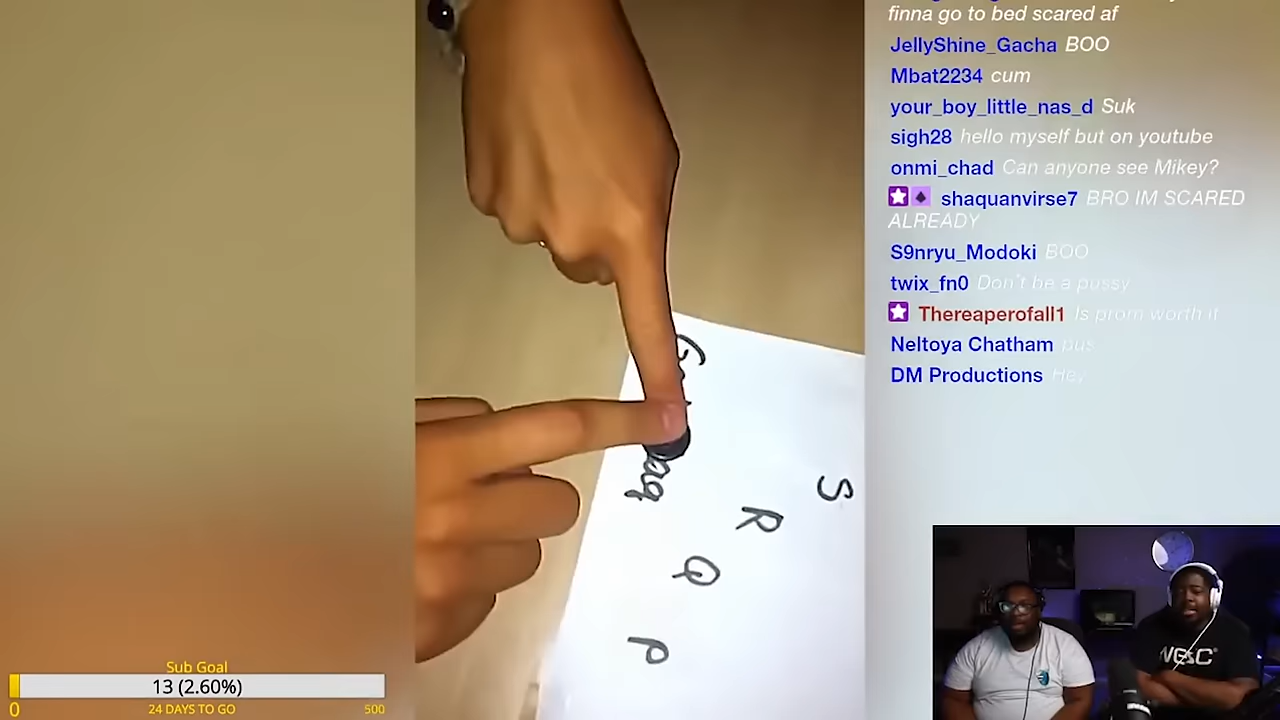 finna go to bed scared af
JellyShine_Gacha BOO
Mbat2234 cum
your_boy_little_nas_d Suk
sigh28 hello myself but on youtube
onmi_chad Can anyone see Mikey?
shaquanvirse7 BRO IM SCARED
ALREADY
S9nryu_Modoki BOO
twix_fn0 Don't be a pussy
Thereaperofall1 Is prom worth it
Neltoya Chatham pus
DM Productions Hey
S
R
Q
P
Sub Goal
13 (2.60%)
0 24 DAYS TO GO 500